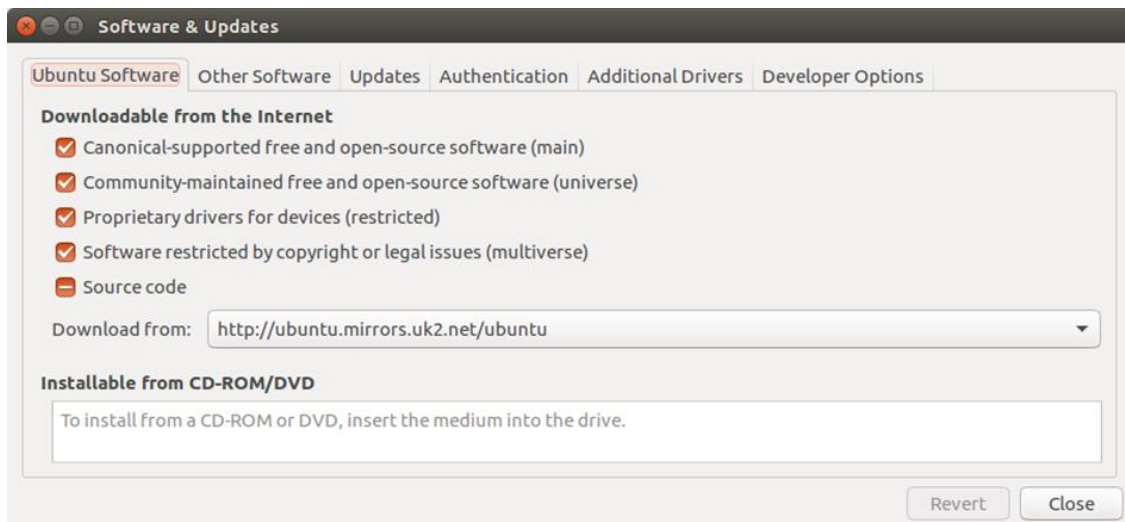 Software & Updates
Ubuntu Software Other Software Updates Authentication Additional Drivers Developer Options
Downloadable from the Internet
Canonical-supported free and open-source software (main)
Community-maintained free and open-source software (universe)
Proprietary drivers for devices (restricted)
Software restricted by copyright or legal issues (multiverse)
Source code
Download from: http://ubuntu.mirrors.uk2.net/ubuntu
Installable from CD-ROM/DVD
To install from a CD-ROM or DVD, insert the medium into the drive.
Revert Close